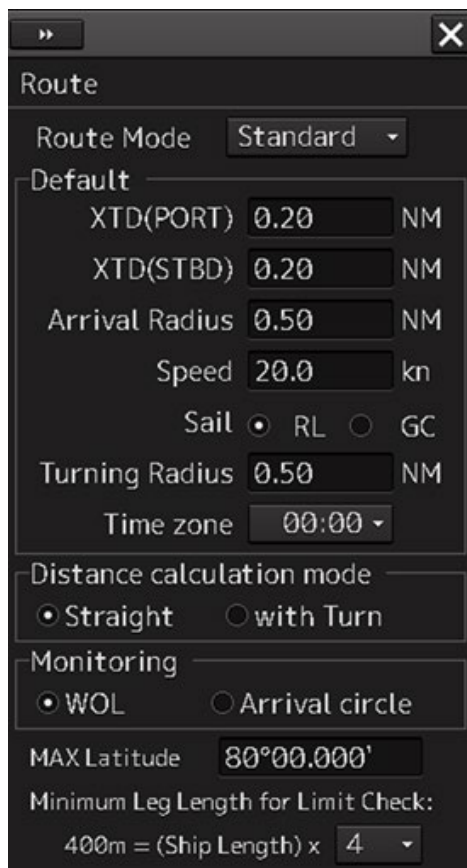 Route
Route Mode Standard
Default
XTD(PORT) 0.20 NM
XTD(STBD) 0.20 NM
Arrival Radius 0.50 NM
Speed 20.0 kn
Sail RL GC
Turning Radius 0.50 NM
Time zone 00:00
Distance calculation mode
Straight with Turn
Monitoring
WOL Arrival circle
MAX Latitude 80°00.000'
Minimum Leg Length for Limit Check:
400m = (Ship Length) x 4